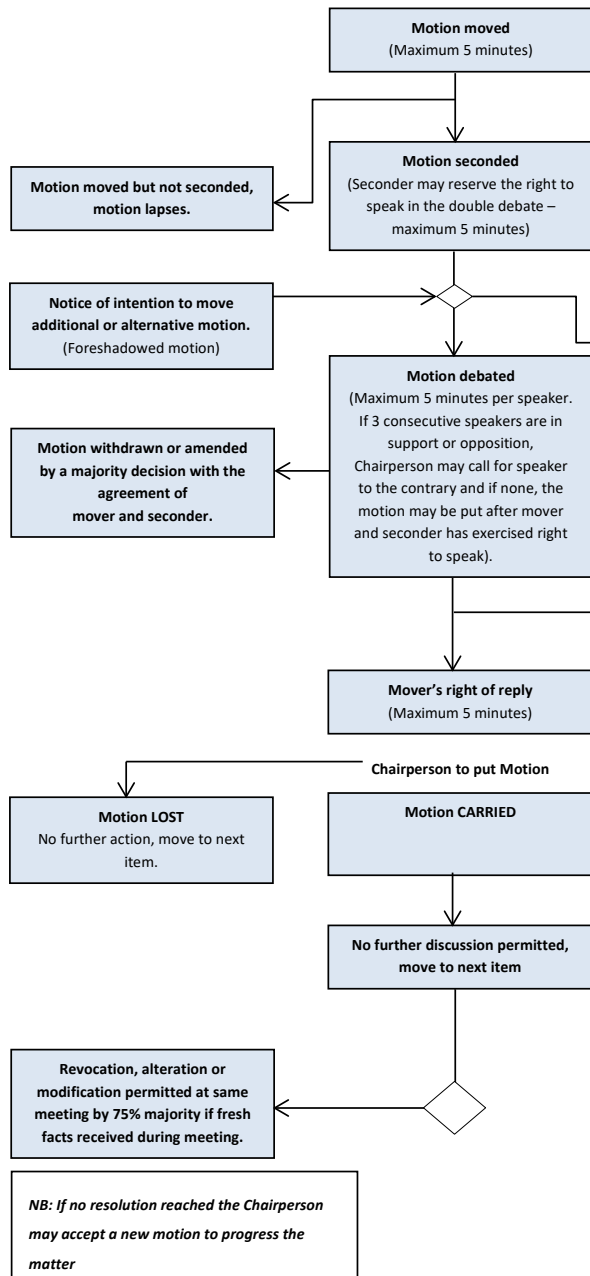 Motion moved
(Maximum 5 minutes)
Motion seconded
(Seconder may reserve the right to
speak in the double debate –
maximum 5 minutes)
Motion moved but not seconded,
motion lapses.
Notice of intention to move
additional or alternative motion.
(Foreshadowed motion)
Motion debated
(Maximum 5 minutes per speaker.
If 3 consecutive speakers are in
support or opposition,
Chairperson may call for speaker
to the contrary and if none, the
motion may be put after mover
and seconder has exercised right
to speak).
Motion withdrawn or amended
by a majority decision with the
agreement of
mover and seconder.
Mover’s right of reply
(Maximum 5 minutes)
Chairperson to put Motion
Motion LOST
No further action, move to next
item.
Motion CARRIED
No further discussion permitted,
move to next item
Revocation, alteration or
modification permitted at same
meeting by 75% majority if fresh
facts received during meeting.
NB: If no resolution reached the Chairperson
may accept a new motion to progress the
matter